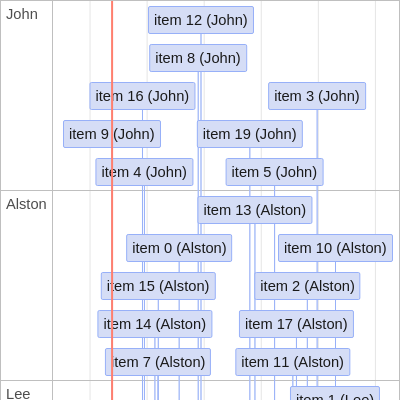 John
item 12 (John)
item 8 (John)
item 16 (John)
item 3 (John)
item 9 (John)
item 19 (John)
item 4 (John)
item 5 (John)
Alston
item 13 (Alston)
item 0 (Alston)
item 10 (Alston)
item 15 (Alston)
item 2 (Alston)
item 14 (Alston)
item 17 (Alston)
item 7 (Alston)
item 11 (Alston)
Lee
item 1 (Lee)